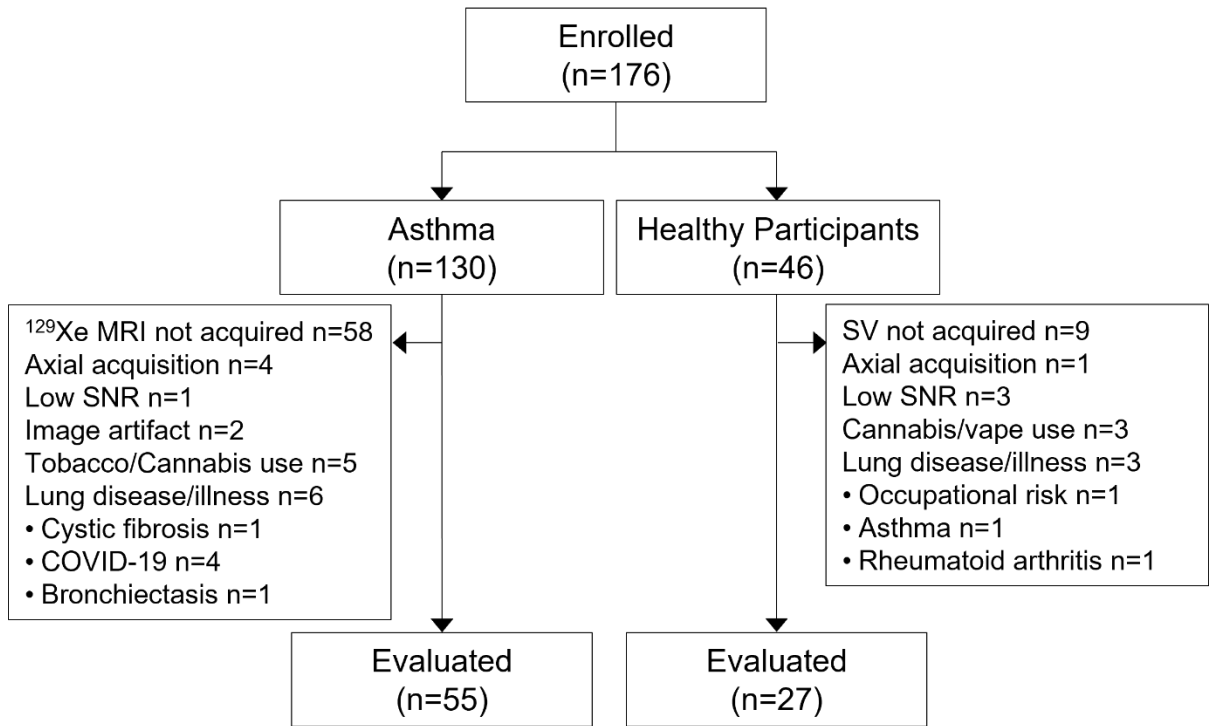 Enrolled
(n=176)
Asthma
(n=130)
Healthy Participants
(n=46)
¹²⁹Xe MRI not acquired n=58
Axial acquisition n=4
Low SNR n=1
Image artifact n=2
Tobacco/Cannabis use n=5
Lung disease/illness n=6
• Cystic fibrosis n=1
• COVID-19 n=4
• Bronchiectasis n=1
SV not acquired n=9
Axial acquisition n=1
Low SNR n=3
Cannabis/vape use n=3
Lung disease/illness n=3
• Occupational risk n=1
• Asthma n=1
• Rheumatoid arthritis n=1
Evaluated
(n=55)
Evaluated
(n=27)